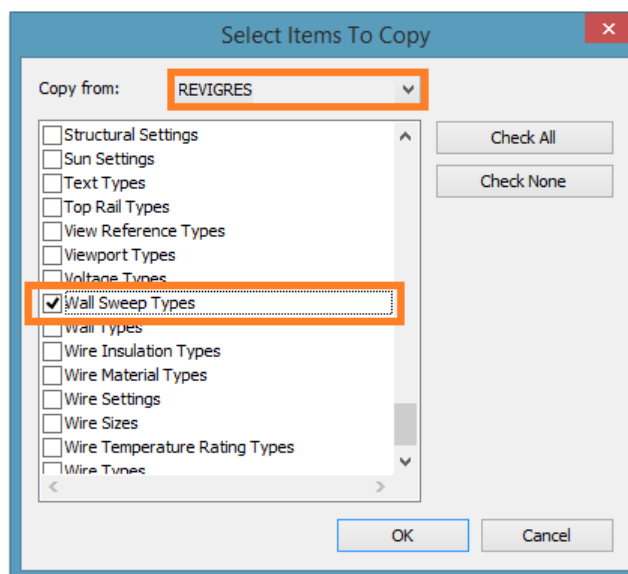 Select Items To Copy
Copy from: REVIGRES
Structural Settings
Sun Settings
Text Types
Top Rail Types
View Reference Types
Viewport Types
Voltage Types
Wall Sweep Types
Wall Types
Wire Insulation Types
Wire Material Types
Wire Settings
Wire Sizes
Wire Temperature Rating Types
Wire Types
Check All
Check None
OK Cancel